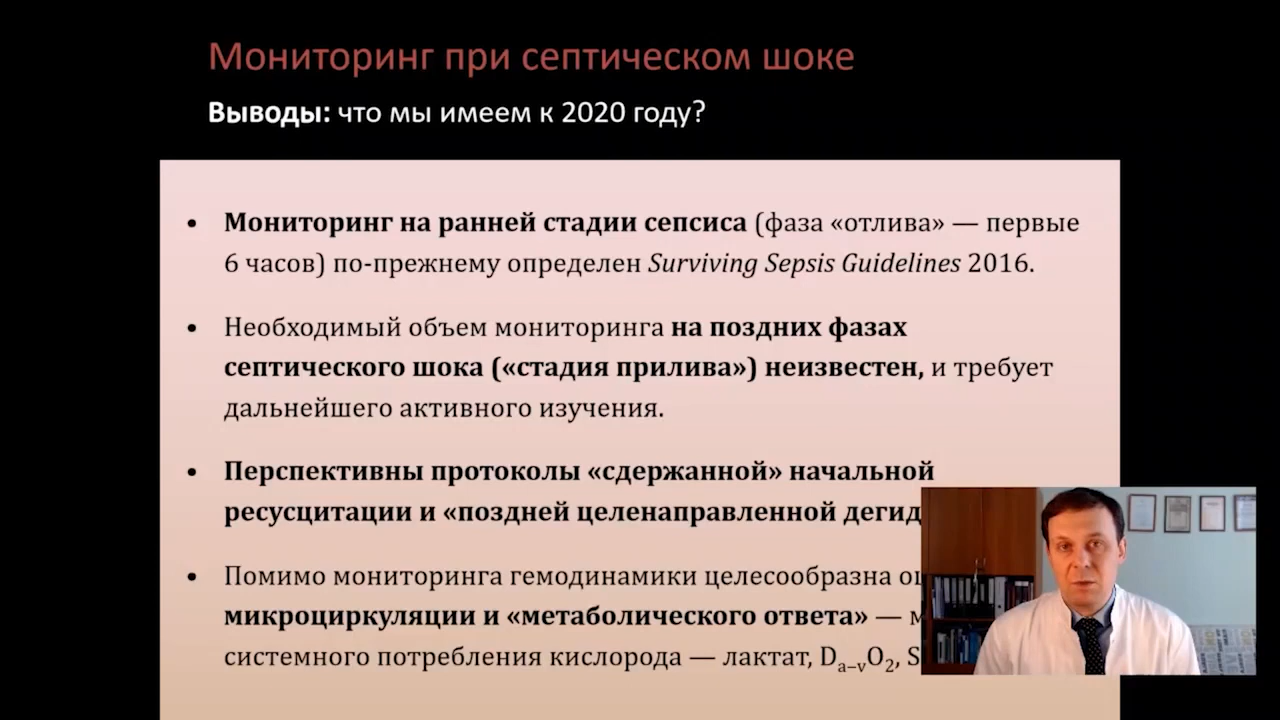 Мониторинг при септическом шоке
Выводы: что мы имеем к 2020 году?
• Мониторинг на ранней стадии сепсиса (фаза «отлива» — первые
6 часов) по-прежнему определен Surviving Sepsis Guidelines 2016.
• Необходимый объем мониторинга на поздних фазах
септического шока («стадия прилива») неизвестен, и требует
дальнейшего активного изучения.
• Перспективны протоколы «сдержанной» начальной
ресусцитации и «поздней целенаправленной
• Помимо мониторинга гемодинамики целесообразна
микроциркуляции и «метаболического ответа» —
системного потребления кислорода — лактат, Da–vO2,